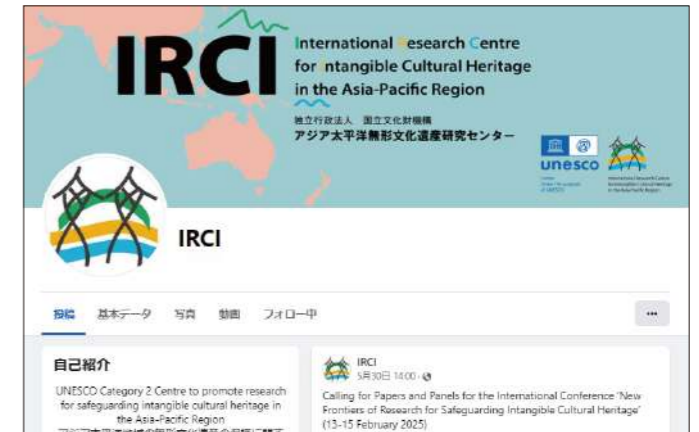 IRCI
International Research Centre
for Intangible Cultural Heritage
in the Asia-Pacific Region
独立行政法人 国立文化財機構
アジア太平洋無形文化遺産研究センター
unesco
IRCI
投稿 基本データ 写真 動画 フォロー中
自己紹介
UNESCO Category 2 Centre to promote research
for safeguarding intangible cultural heritage in
the Asia-Pacific Region
IRCI
5月30日 14:00
Calling for Papers and Panels for the International Conference "New
Frontiers of Research for Safeguarding Intangible Cultural Heritage"
(13-15 February 2025)